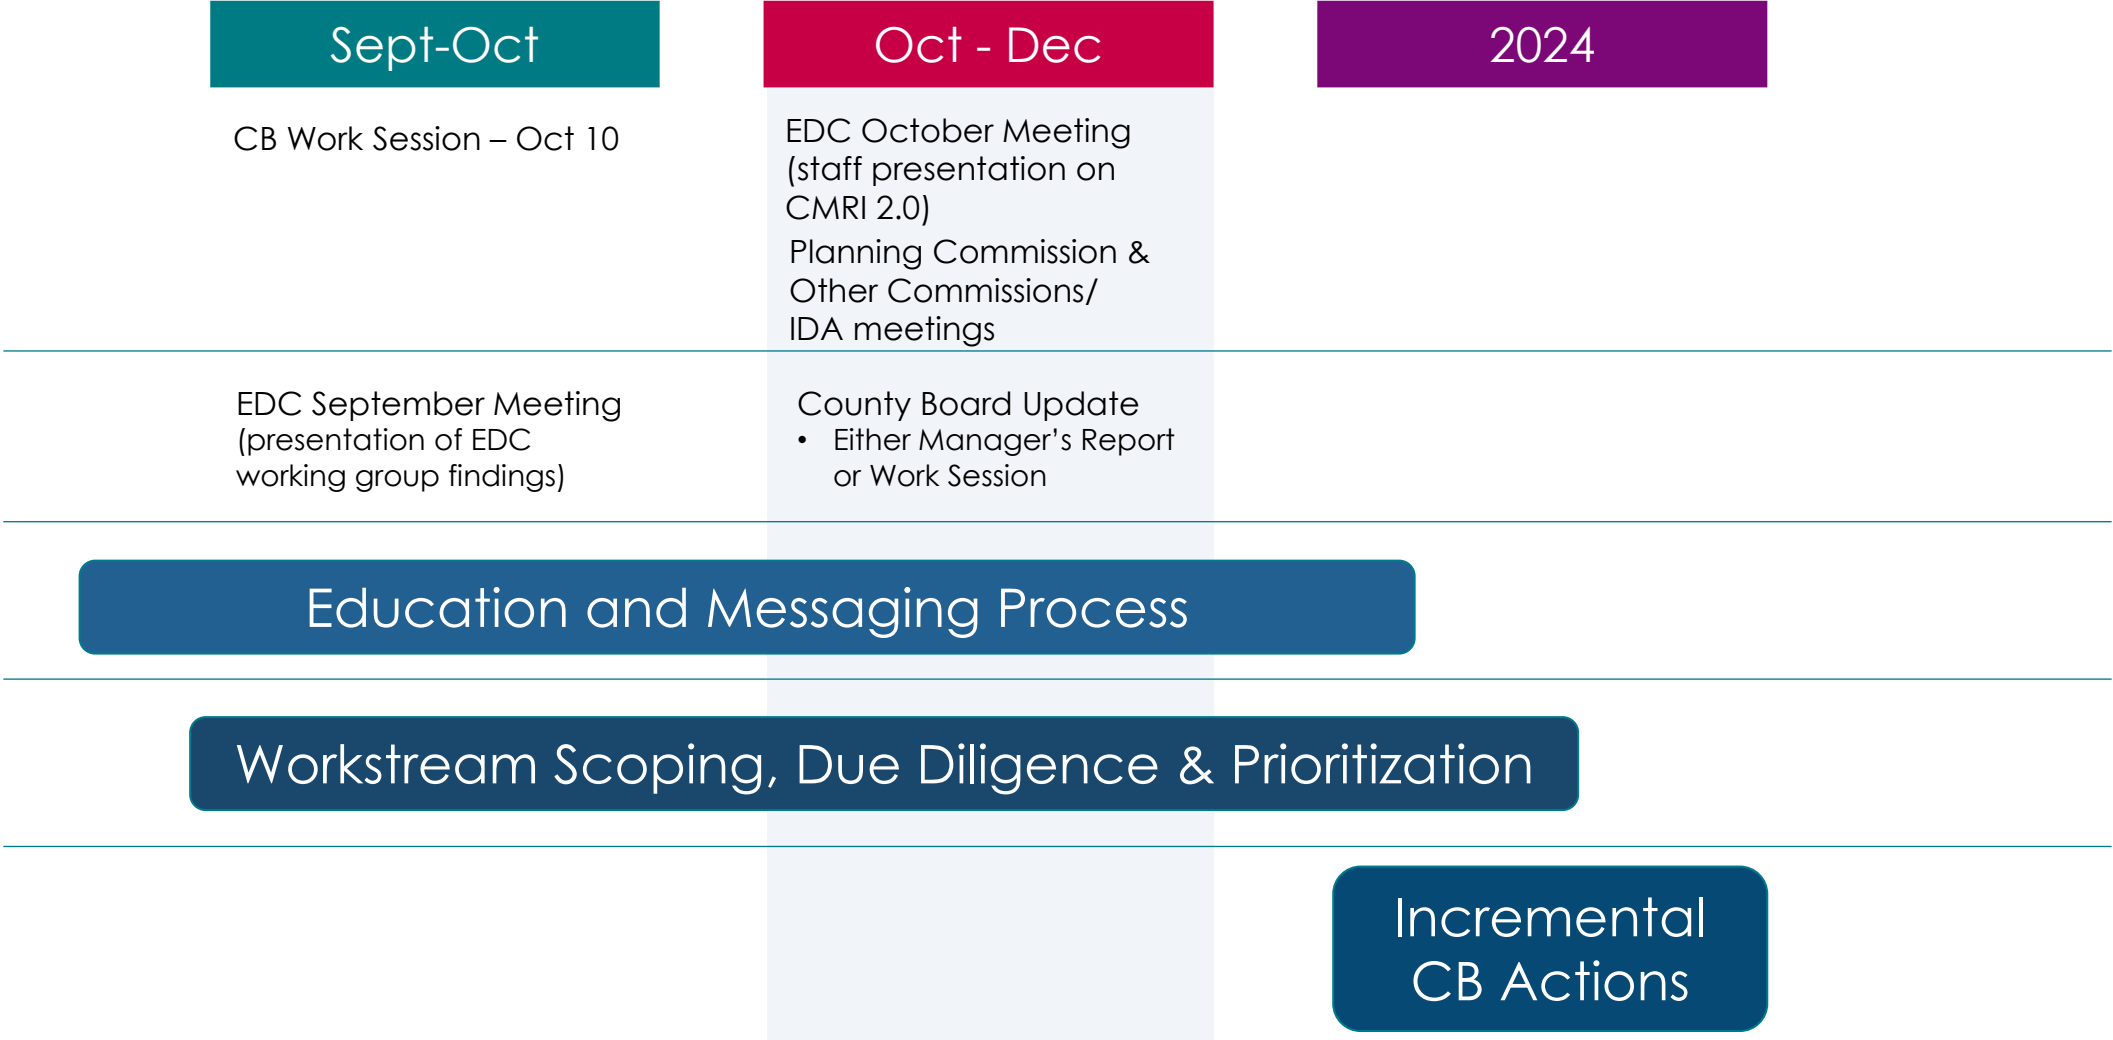 Sept-Oct
Oct - Dec
2024
CB Work Session – Oct 10
EDC October Meeting
(staff presentation on
CMRI 2.0)
Planning Commission &
Other Commissions/
IDA meetings
EDC September Meeting
(presentation of EDC
working group findings)
County Board Update
• Either Manager’s Report
or Work Session
Education and Messaging Process
Workstream Scoping, Due Diligence & Prioritization
Incremental
CB Actions